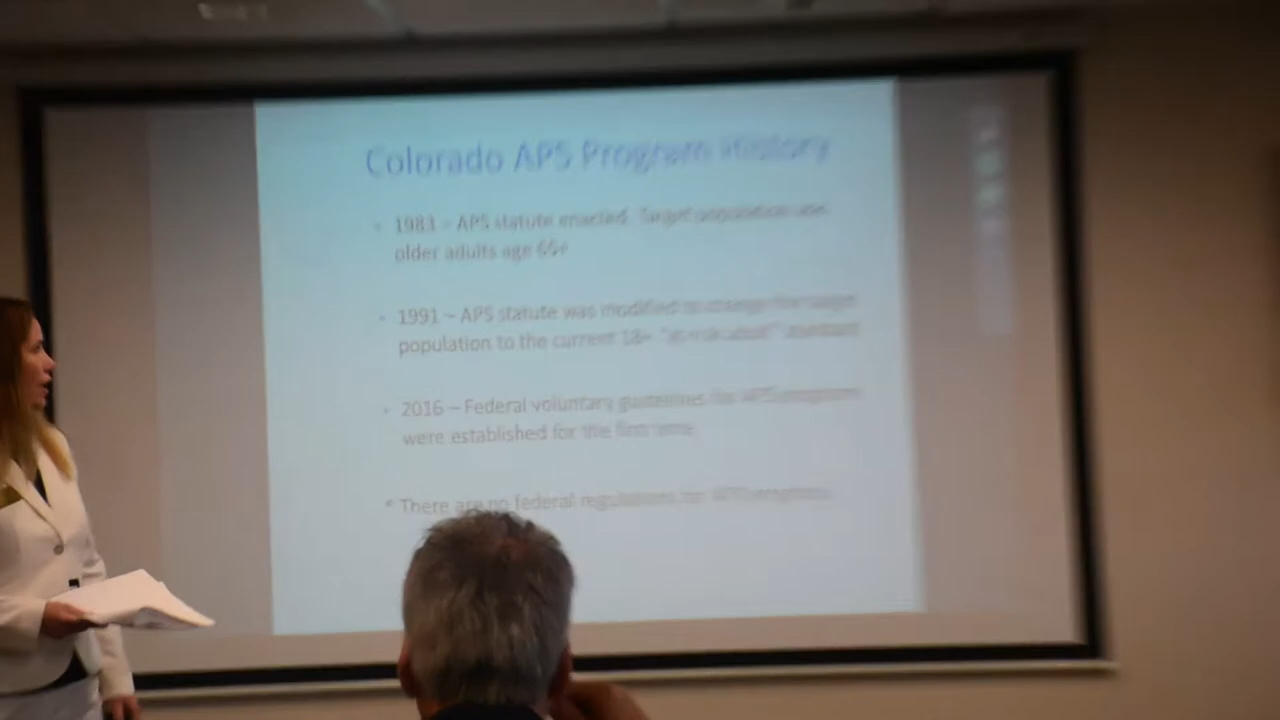 Colorado APS Program History
1983 – APS statute enacted. Target population was
older adults age 60+
1991 – APS statute was modified to change the target
population to the current 18+ "at-risk adult" standard
2016 – Federal voluntary guidelines for APS programs
were established for the first time
* There are no federal regulations for APS programs